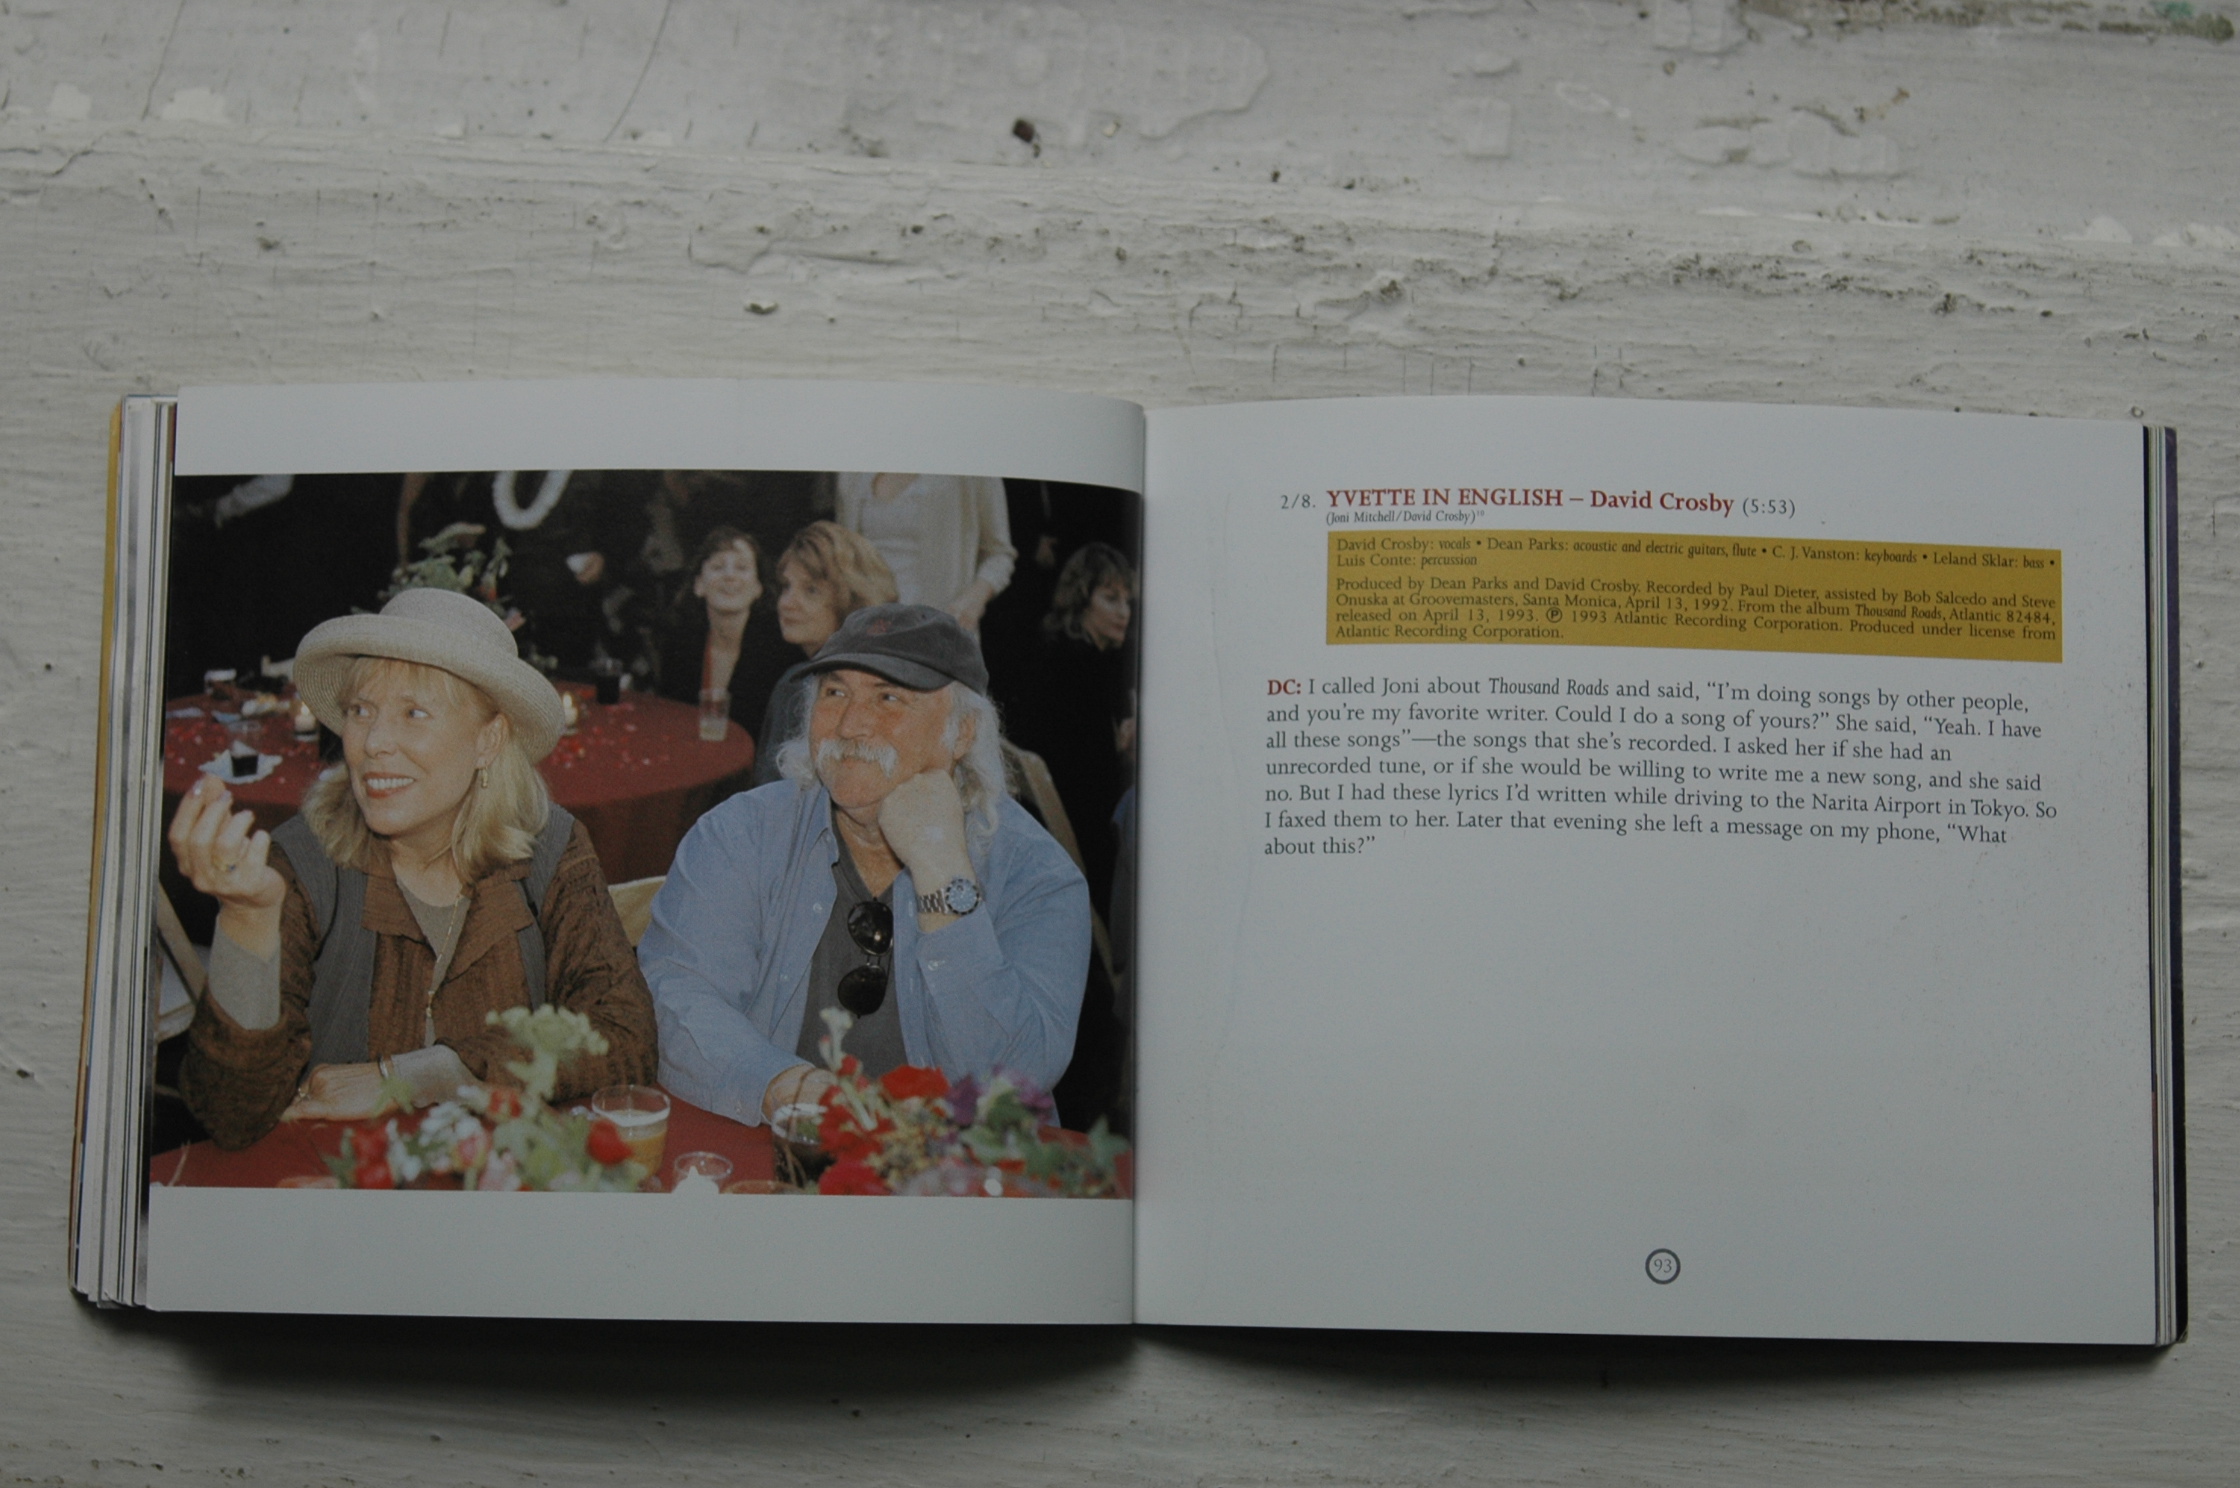 2/8. YVETTE IN ENGLISH – David Crosby (5:53)
(Joni Mitchell/David Crosby)
David Crosby: vocals • Dean Parks: acoustic and electric guitars, flute • C. J. Vanston: keyboards • Leland Sklar: bass •
Luis Conte: percussion
Produced by Dean Parks and David Crosby. Recorded by Paul Dieter, assisted by Bob Salcedo and Steve
Onuska at Groovemasters, Santa Monica, April 13, 1992. From the album Thousand Roads, Atlantic 82484,
released on April 13, 1993. ℗ 1993 Atlantic Recording Corporation. Produced under license from
Atlantic Recording Corporation.
DC: I called Joni about Thousand Roads and said, “I’m doing songs by other people,
and you’re my favorite writer. Could I do a song of yours?” She said, “Yeah. I have
all these songs”—the songs that she’s recorded. I asked her if she had an
unrecorded tune, or if she would be willing to write me a new song, and she said
no. But I had these lyrics I’d written while driving to the Narita Airport in Tokyo. So
I faxed them to her. Later that evening she left a message on my phone, “What
about this?”
93